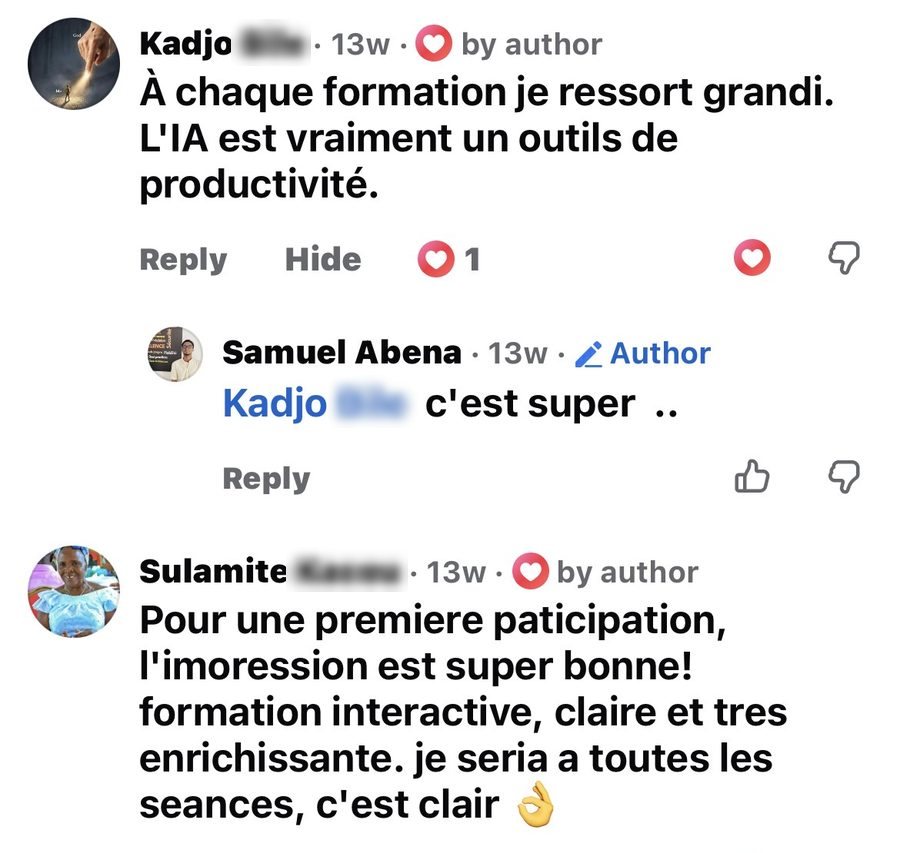 Kadjo · 13w · by author
À chaque formation je ressort grandi.
L'IA est vraiment un outils de
productivité.
Reply Hide 1
Samuel Abena · 13w · Author
Kadjo c'est super ..
Reply
Sulamite · 13w · by author
Pour une premiere paticipation,
l'imoression est super bonne!
formation interactive, claire et tres
enrichissante. je seria a toutes les
seances, c'est clair 👌